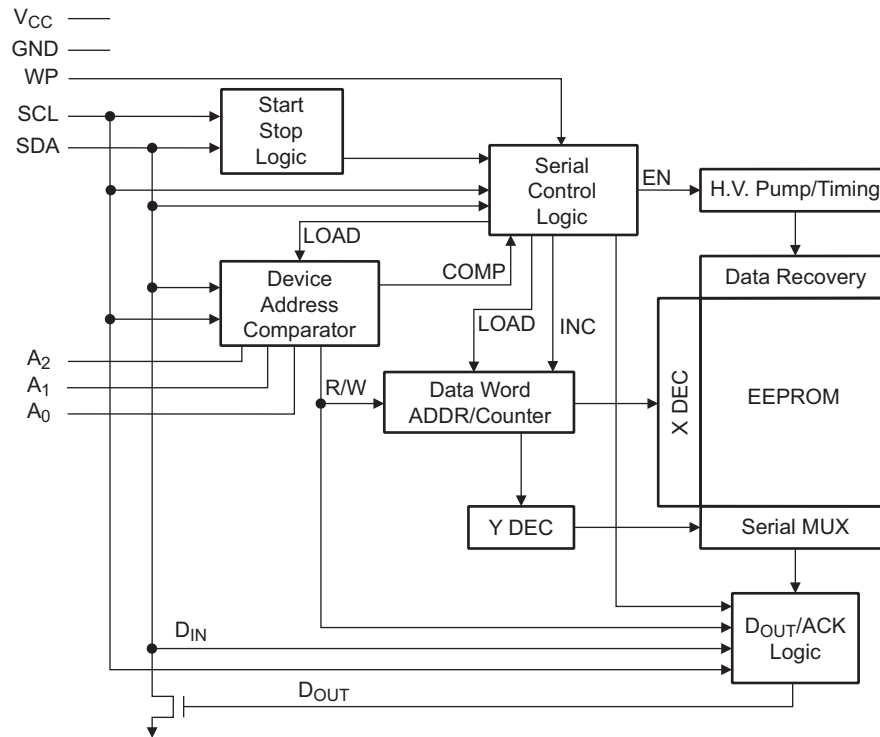 VCC
GND
WP
SCL
SDA
Start
Stop
Logic
Serial
Control
Logic
EN
H.V. Pump/Timing
LOAD
COMP
Device
Address
Comparator
Data Recovery
LOAD
INC
A2
A1
A0
R/W
Data Word
ADDR/Counter
X DEC
EEPROM
Y DEC
Serial MUX
DIN
DOUT/ACK
Logic
DOUT